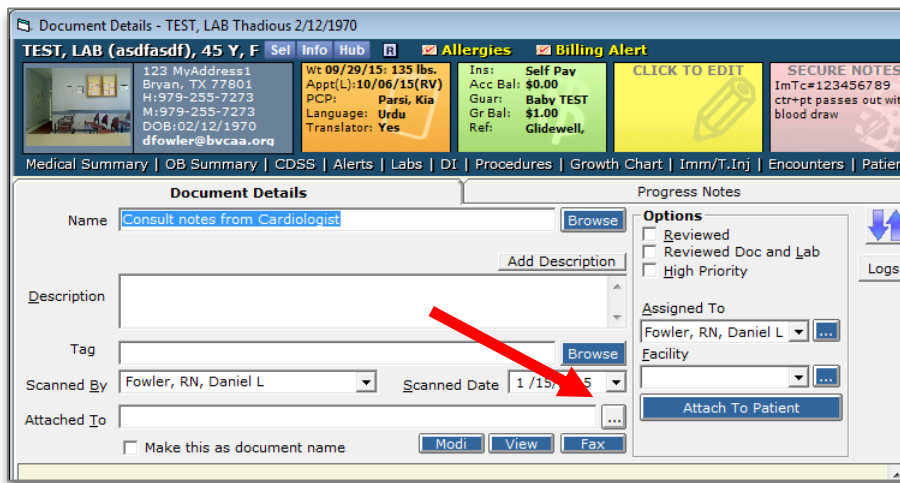 Document Details - TEST, LAB Thadious 2/12/1970
TEST, LAB (asdfasdf), 45 Y, F Sel Info Hub R Allergies Billing Alert
123 MyAddress1
Bryan, TX 77801
H:979-255-7273
M:979-255-7273
DOB:02/12/1970
dfowler@bvcaa.org
Wt 09/29/15: 135 lbs.
Appt(L):10/06/15(RV)
PCP: Parsi, Kia
Language: Urdu
Translator: Yes
Ins: Self Pay
Acc Bal: $0.00
Guar: Baby TEST
Gr Bal: $1.00
Ref: Glidewell,
CLICK TO EDIT
SECURE NOTES
ImTc=123456789
ctr+pt passes out wit
blood draw
Medical Summary | OB Summary | CDSS | Alerts | Labs | DI | Procedures | Growth Chart | Imm/T.Inj | Encounters | Patien
Document Details
Progress Notes
Name Consult notes from Cardiologist Browse
Add Description
Description
Tag Browse
Scanned By Fowler, RN, Daniel L Scanned Date 1 /15/ 5
Attached To ...
Make this as document name Modi View Fax
Options
Reviewed
Reviewed Doc and Lab
High Priority
Assigned To
Fowler, RN, Daniel L ...
Facility
...
Attach To Patient
Logs